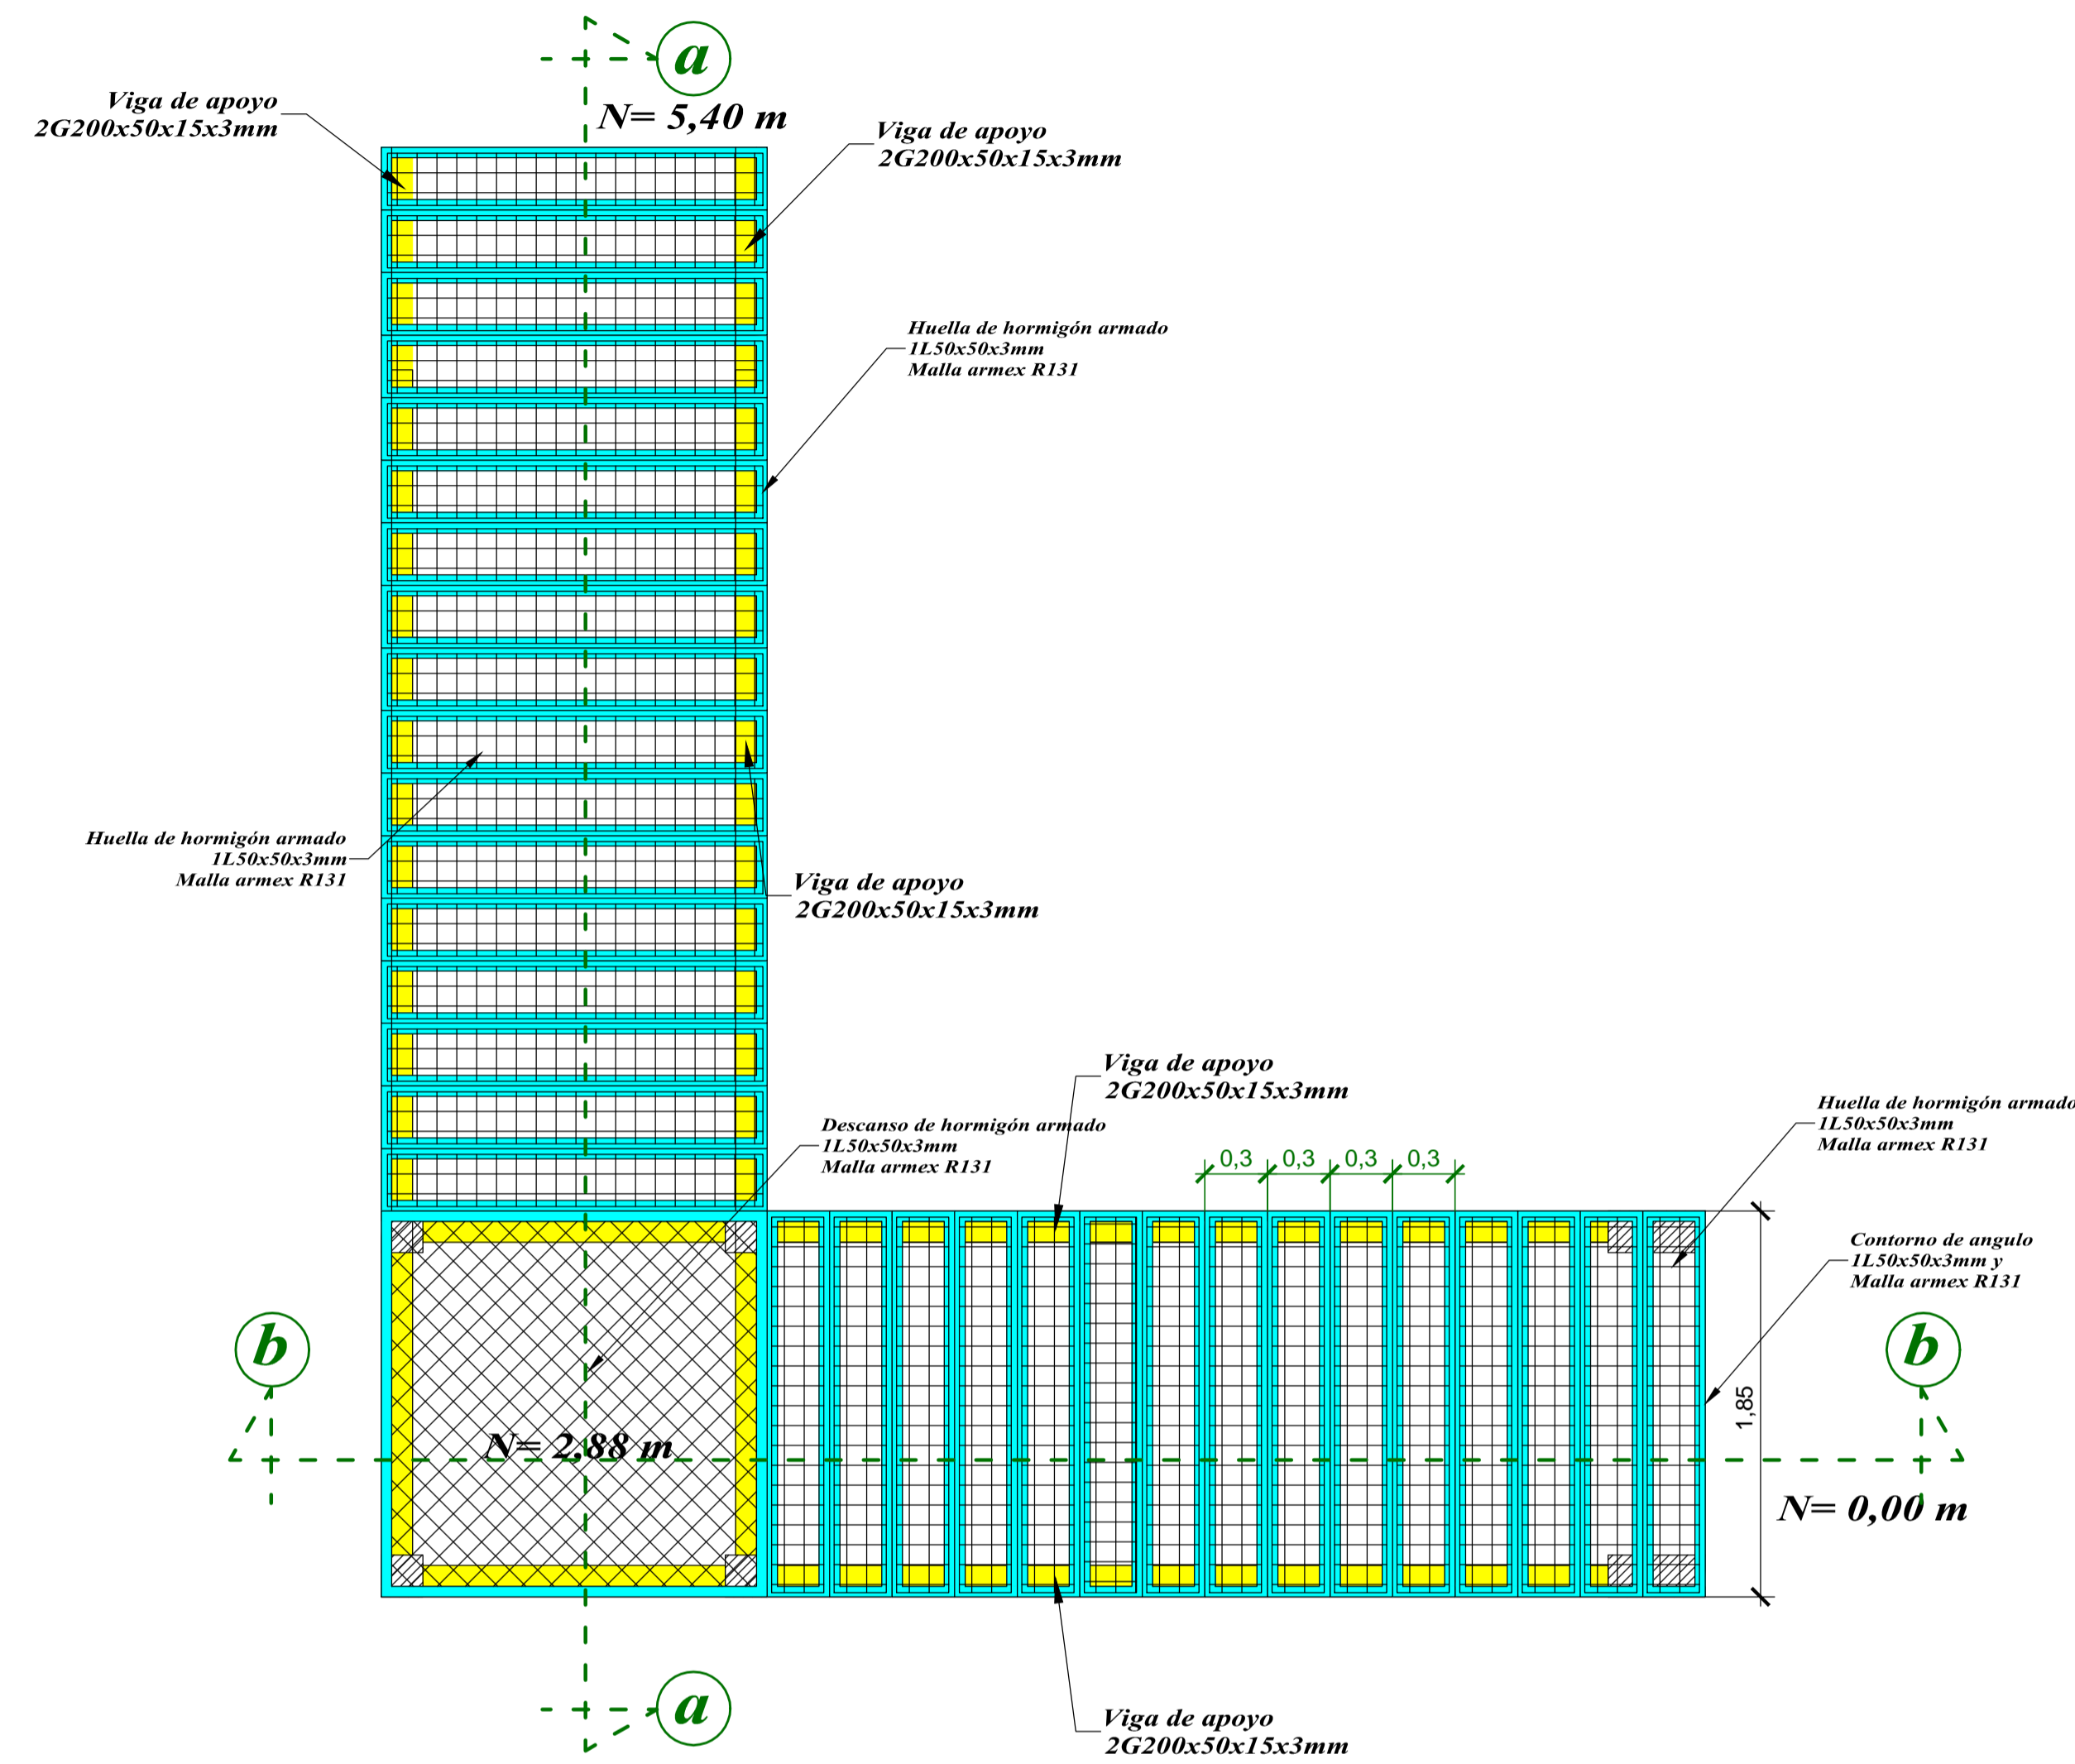 a
N= 5,40 m
Viga de apoyo
2G200x50x15x3mm
Viga de apoyo
2G200x50x15x3mm
Huella de hormigón armado
1L50x50x3mm
Malla armex R131
Huella de hormigón armado
1L50x50x3mm
Malla armex R131
Viga de apoyo
2G200x50x15x3mm
Viga de apoyo
2G200x50x15x3mm
Descanso de hormigón armado
1L50x50x3mm
Malla armex R131
Huella de hormigón armado
1L50x50x3mm
Malla armex R131
0,3 0,3 0,3 0,3
Contorno de angulo
1L50x50x3mm y
Malla armex R131
b
b
1,85
N= 2,88 m
N= 0,00 m
a
Viga de apoyo
2G200x50x15x3mm